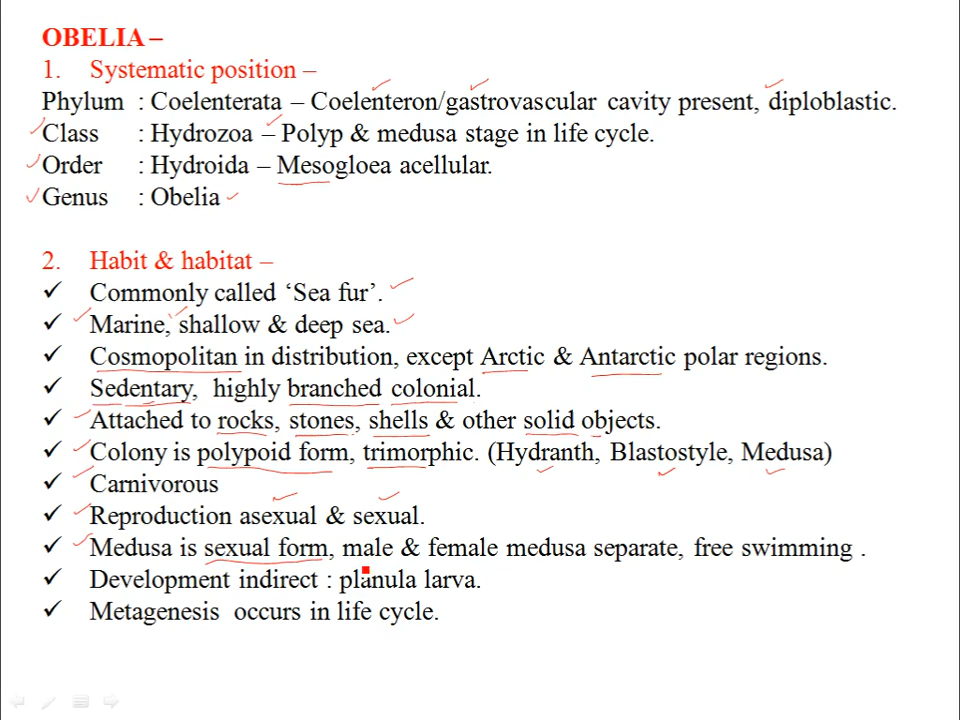 OBELIA –
1. Systematic position –
Phylum : Coelenterata – Coelenteron/gastrovascular cavity present, diploblastic.
Class : Hydrozoa – Polyp & medusa stage in life cycle.
Order : Hydroida – Mesogloea acellular.
Genus : Obelia
2. Habit & habitat –
✓ Commonly called ‘Sea fur’.
✓ Marine, shallow & deep sea.
✓ Cosmopolitan in distribution, except Arctic & Antarctic polar regions.
✓ Sedentary, highly branched colonial.
✓ Attached to rocks, stones, shells & other solid objects.
✓ Colony is polypoid form, trimorphic. (Hydranth, Blastostyle, Medusa)
✓ Carnivorous
✓ Reproduction asexual & sexual.
✓ Medusa is sexual form, male & female medusa separate, free swimming .
✓ Development indirect : planula larva.
✓ Metagenesis occurs in life cycle.